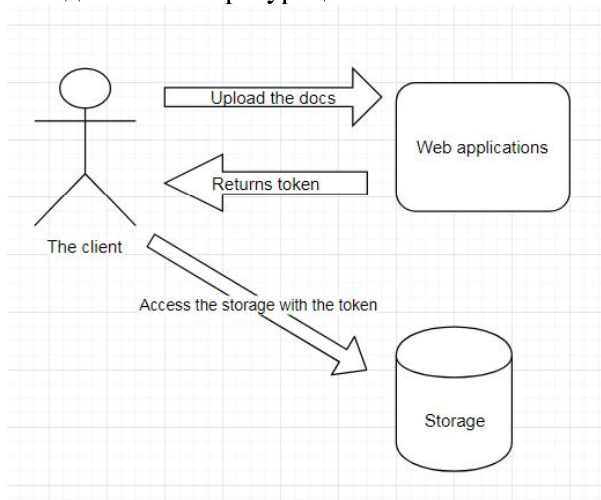 Upload the docs
Web applications
Returns token
The client
Access the storage with the token
Storage